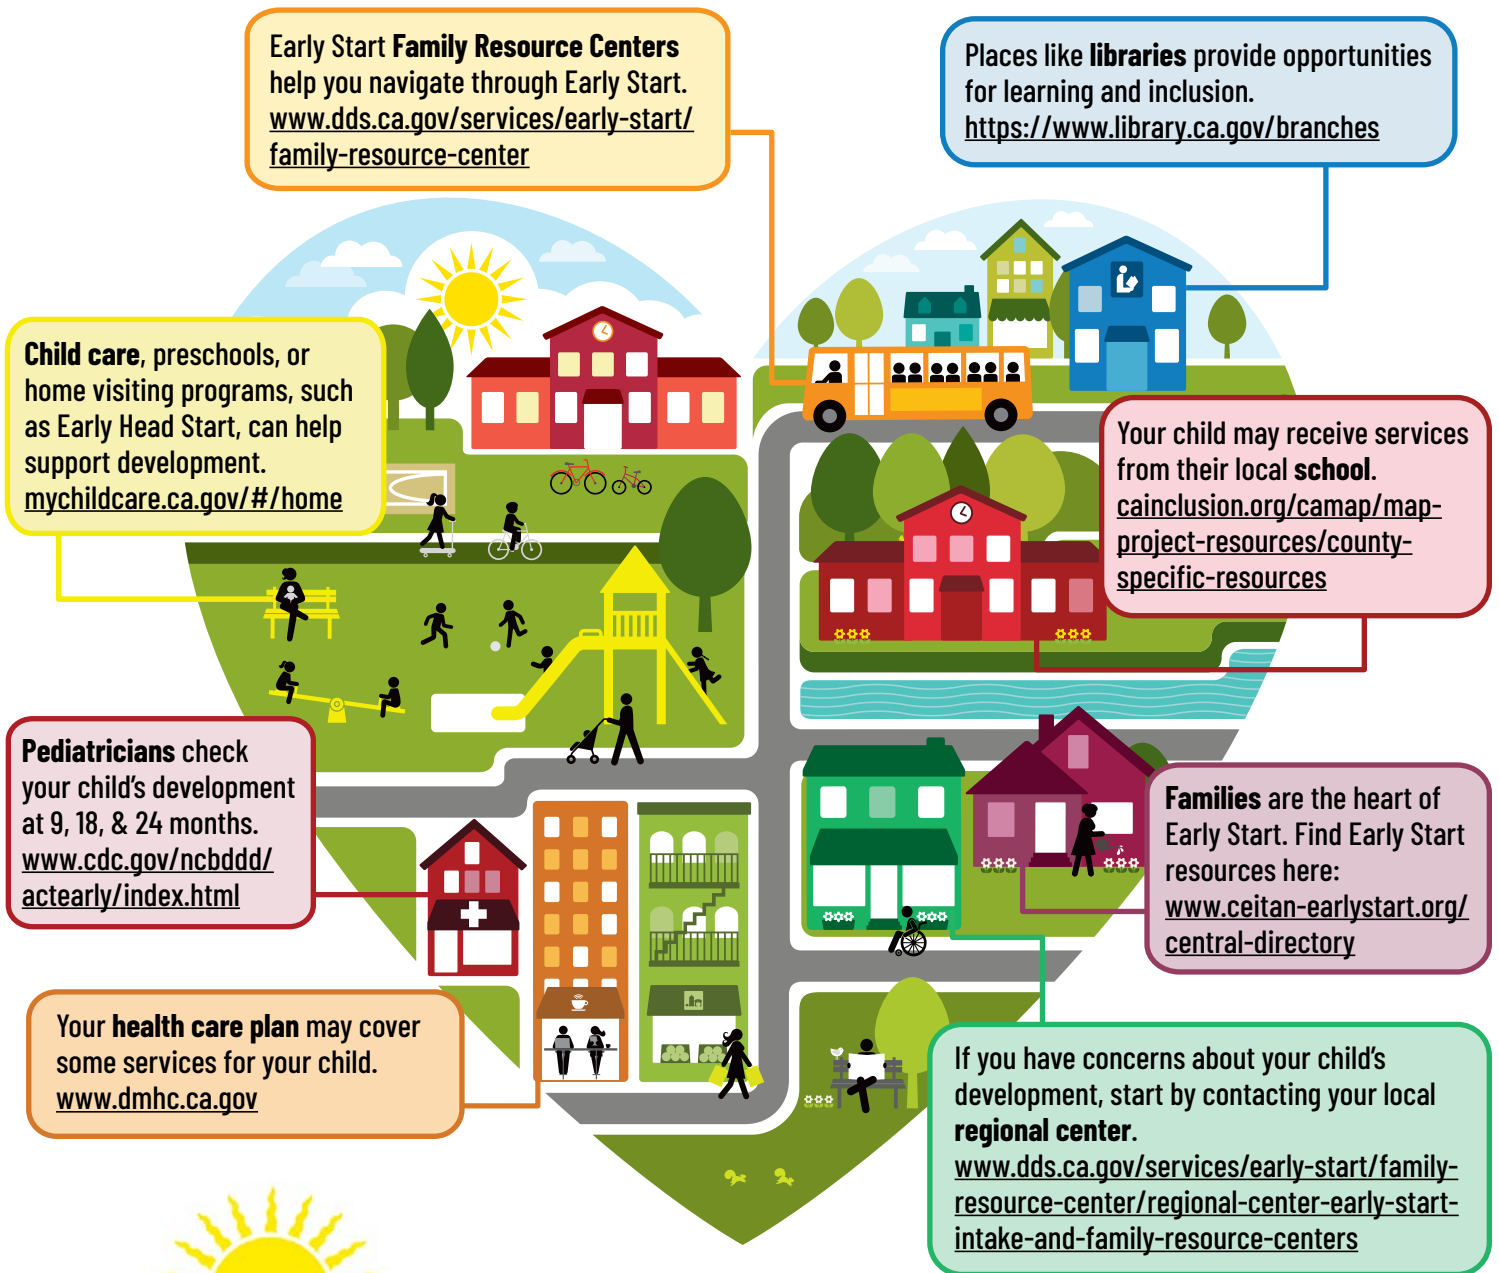 Early Start Family Resource Centers
help you navigate through Early Start.
www.dds.ca.gov/services/early-start/
family-resource-center
Places like libraries provide opportunities
for learning and inclusion.
https://www.library.ca.gov/branches
Child care, preschools, or
home visiting programs, such
as Early Head Start, can help
support development.
mychildcare.ca.gov/#/home
Your child may receive services
from their local school.
cainclusion.org/camap/map-
project-resources/county-
specific-resources
Pediatricians check
your child's development
at 9, 18, & 24 months.
www.cdc.gov/ncbddd/
actearly/index.html
Families are the heart of
Early Start. Find Early Start
resources here:
www.ceitan-earlystart.org/
central-directory
Your health care plan may cover
some services for your child.
www.dmhc.ca.gov
If you have concerns about your child's
development, start by contacting your local
regional center.
www.dds.ca.gov/services/early-start/family-
resource-center/regional-center-early-start-
intake-and-family-resource-centers